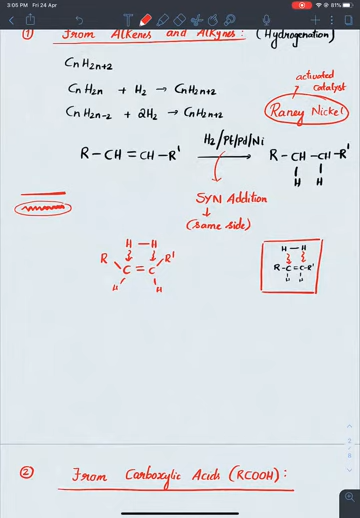 3:05 PM Fri 24 Apr
51%
① From Alkenes and Alkynes: (Hydrogenation)
CnH2n+2
activated catalyst
CnH2n + H2 → CnH2n+2
CnH2n-2 + 2H2 → CnH2n+2
Raney Nickel
R-CH=CH-R' H2/Pt/Pd/Ni R-CH-CH-R'
H H
SYN Addition
(same side)
H-H
R R'
C=C
H H
H-H
R-C=C-R'
H H
② From Carboxylic Acids (RCOOH):